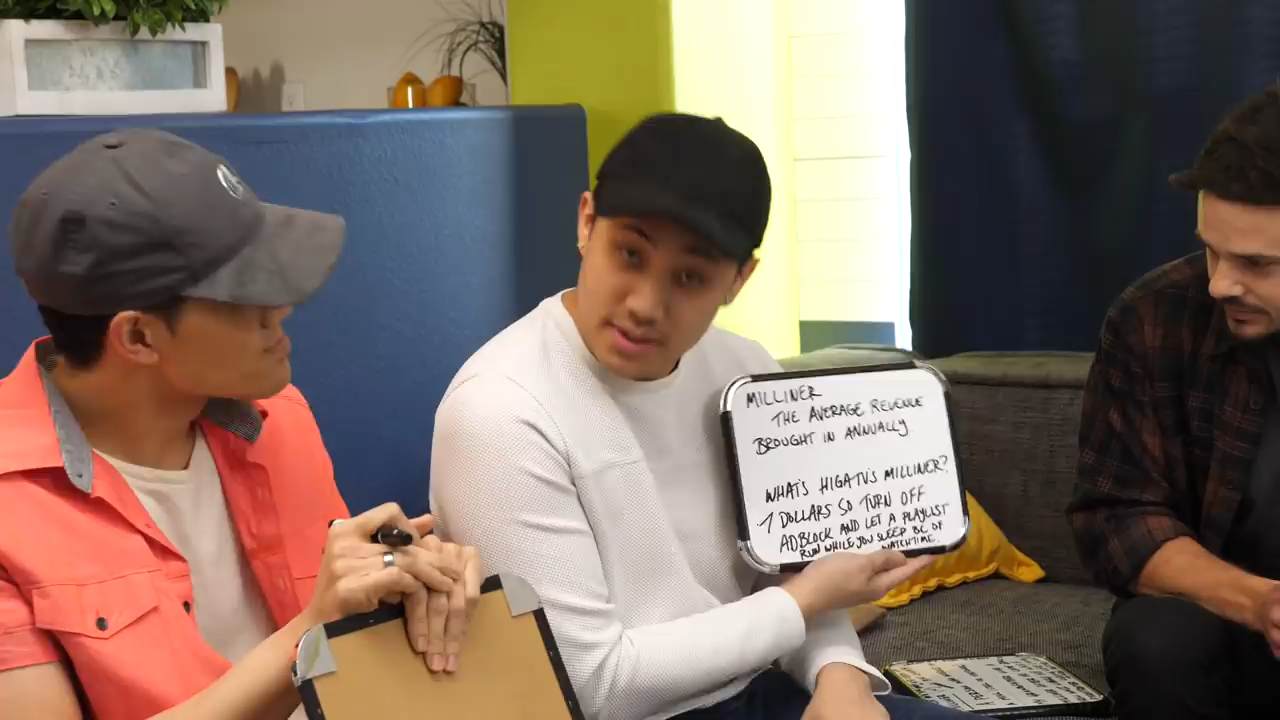 MILLINER
THE AVERAGE REVENUE
BROUGHT IN ANNUALLY
WHAT'S HIGATV'S MILLINER?
7 DOLLARS SO TURN OFF
ADBLOCK AND LET A PLAYLIST
RUN WHILE YOU SLEEP BC OF
WATCHTIME.